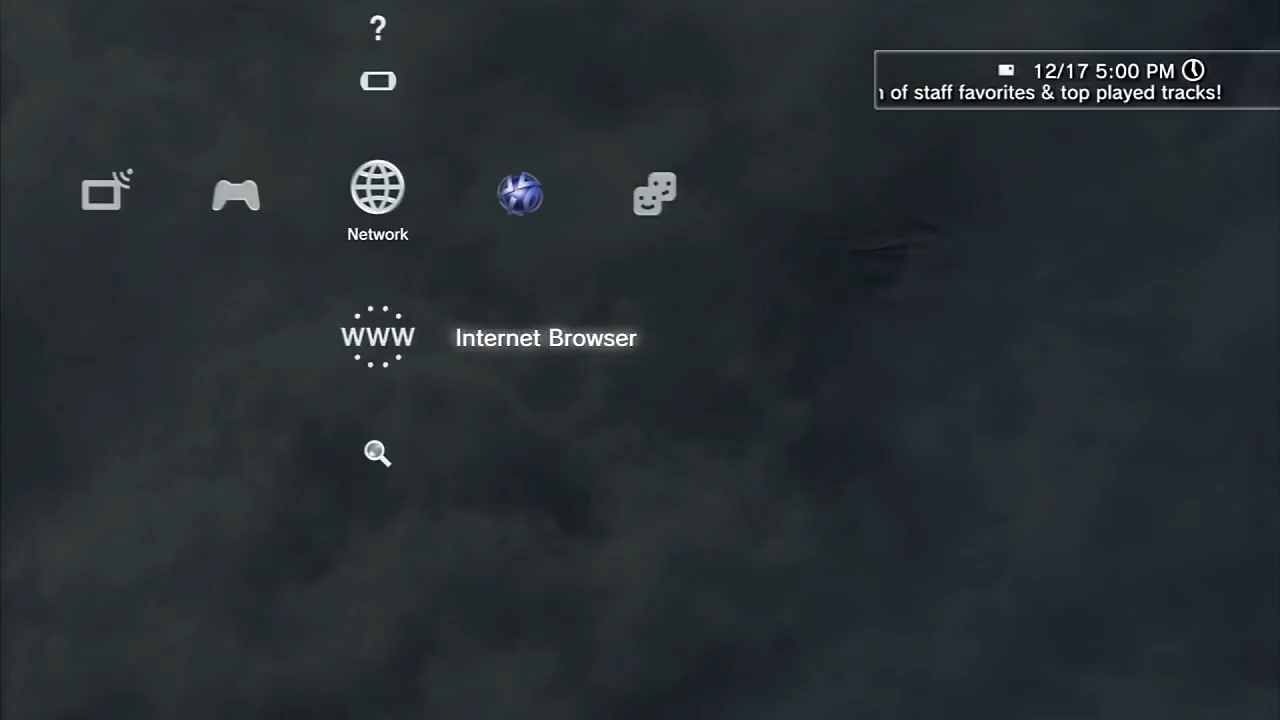 ?
12/17 5:00 PM
of staff favorites & top played tracks!
Network
WWW
Internet Browser